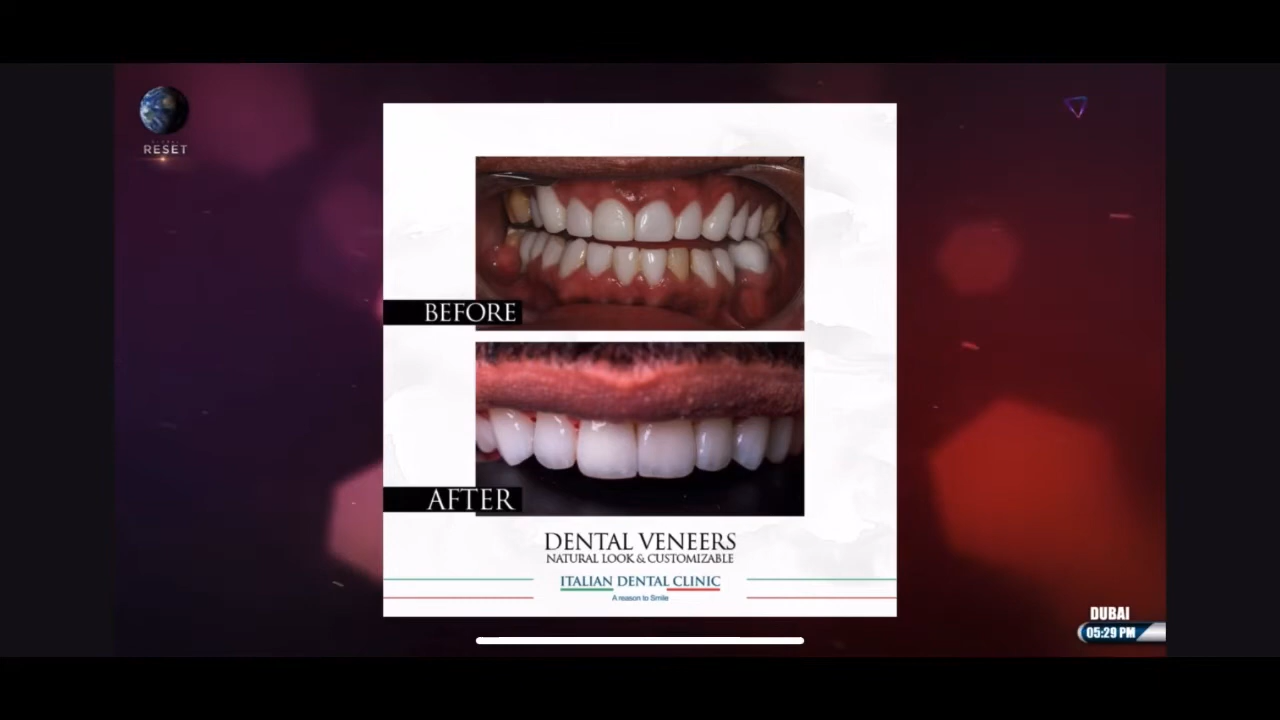 RESET
BEFORE
AFTER
DENTAL VENEERS
NATURAL LOOK & CUSTOMIZABLE
ITALIAN DENTAL CLINIC
A reason to Smile
DUBAI
05:29 PM